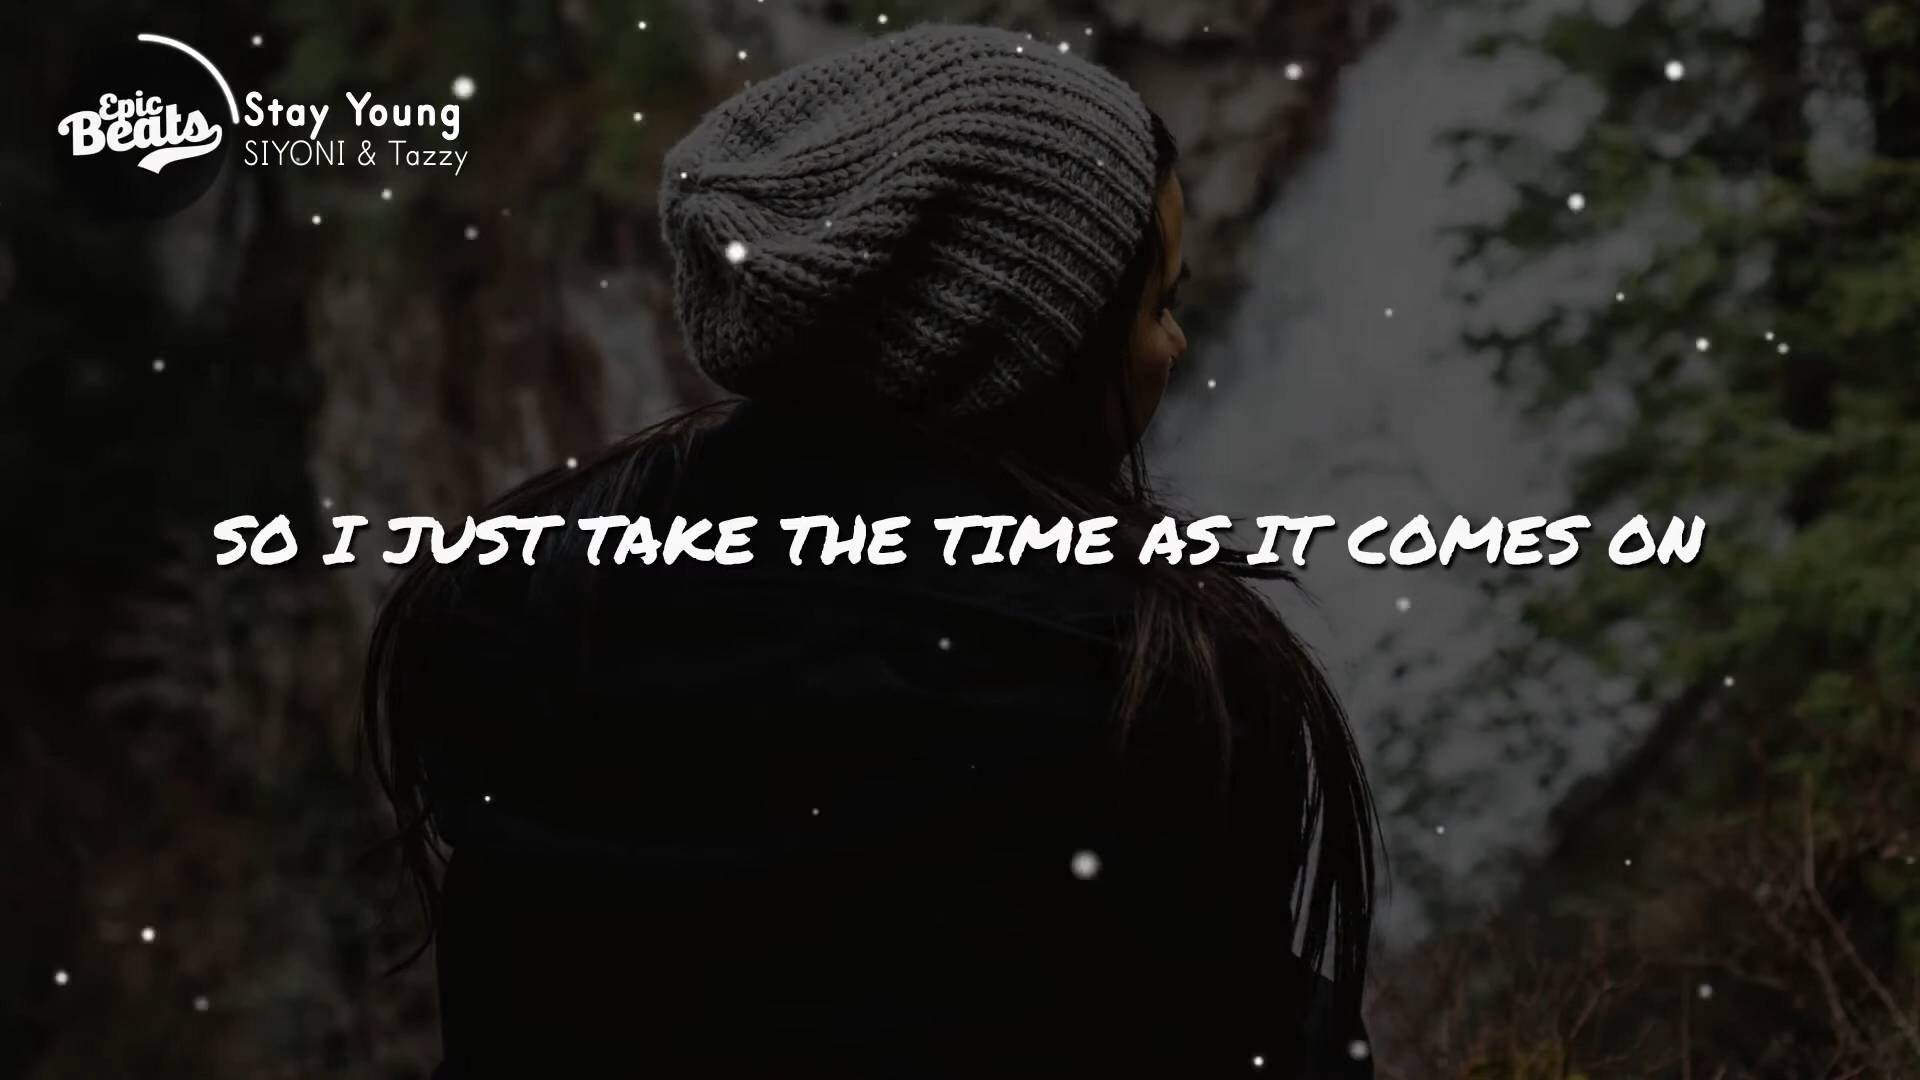 Epic
Beats
Stay Young
SIYONI & Tazzy
SO I JUST TAKE THE TIME AS IT COMES ON